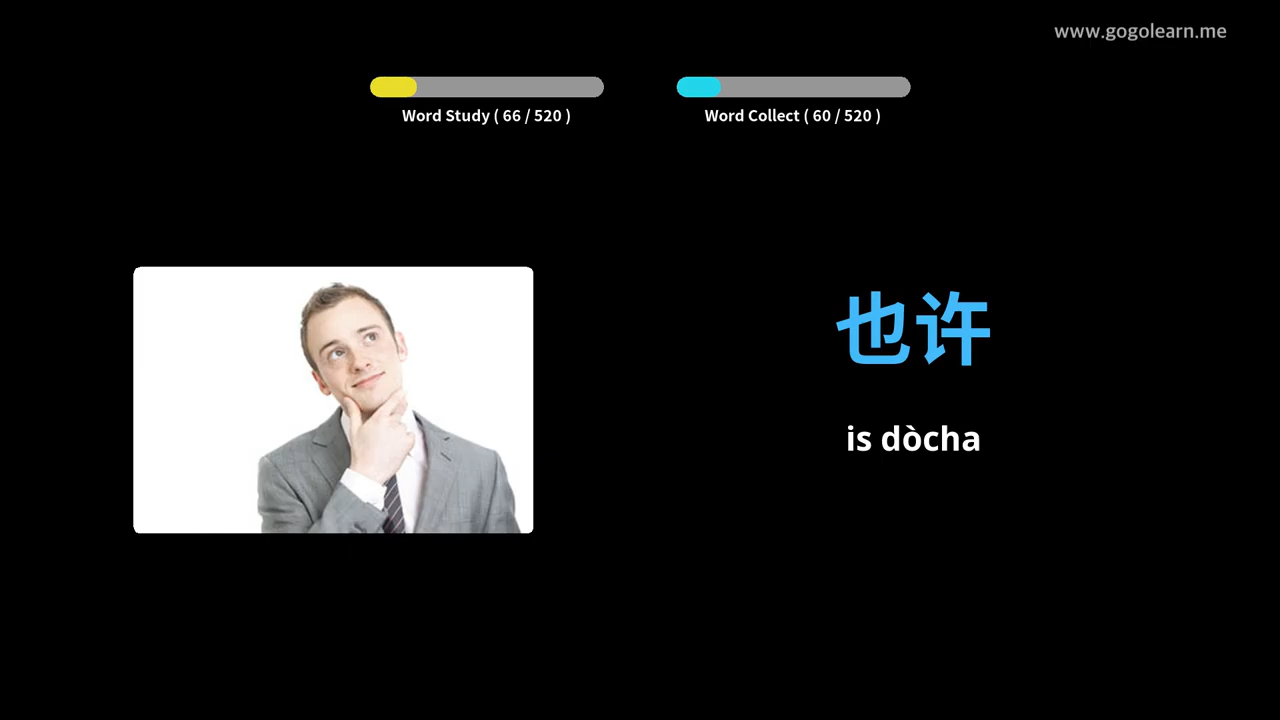 www.gogolearn.me
Word Study ( 66 / 520 )
Word Collect ( 60 / 520 )
也许
is dòcha